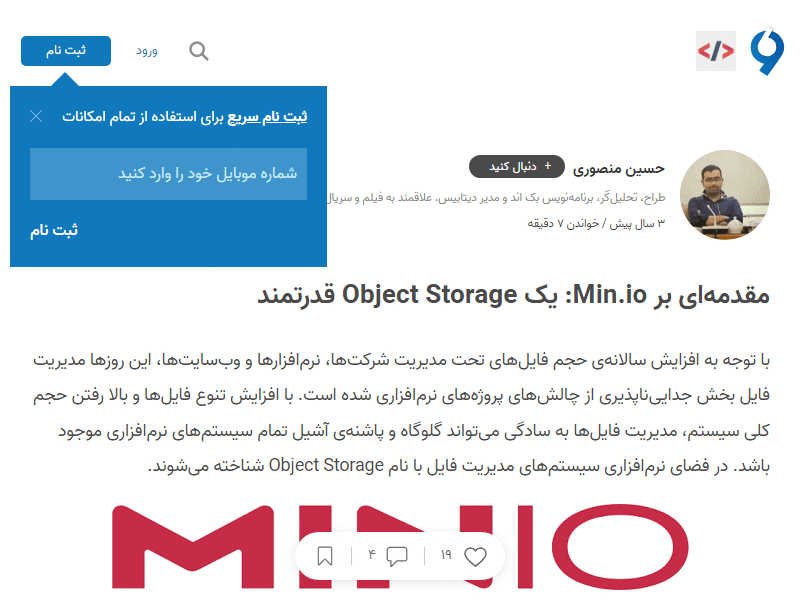 ثبت نام
ورود
</>
ثبت نام سریع برای استفاده از تمام امکانات
شماره موبایل خود را وارد کنید
ثبت نام
حسین منصوری
+ دنبال کنید
طراح، تحلیل‌گر، برنامه‌نویس بک اند و مدیر دیتابیس. علاقمند به فیلم و سریال
۳ سال پیش / خواندن ۷ دقیقه
مقدمه‌ای بر Min.io: یک Object Storage قدرتمند
با توجه به افزایش سالانه‌ی حجم فایل‌های تحت مدیریت شرکت‌ها، نرم‌افزارها و وب‌سایت‌ها، این روزها مدیریت
فایل بخش جدایی‌ناپذیری از چالش‌های پروژه‌های نرم‌افزاری شده است. با افزایش تنوع فایل‌ها و بالا رفتن حجم
کلی سیستم، مدیریت فایل‌ها به سادگی می‌تواند گلوگاه و پاشنه‌ی آشیل تمام سیستم‌های نرم‌افزاری موجود
باشد. در فضای نرم‌افزاری سیستم‌های مدیریت فایل با نام Object Storage شناخته می‌شوند.
MINIO
۱۹
۴